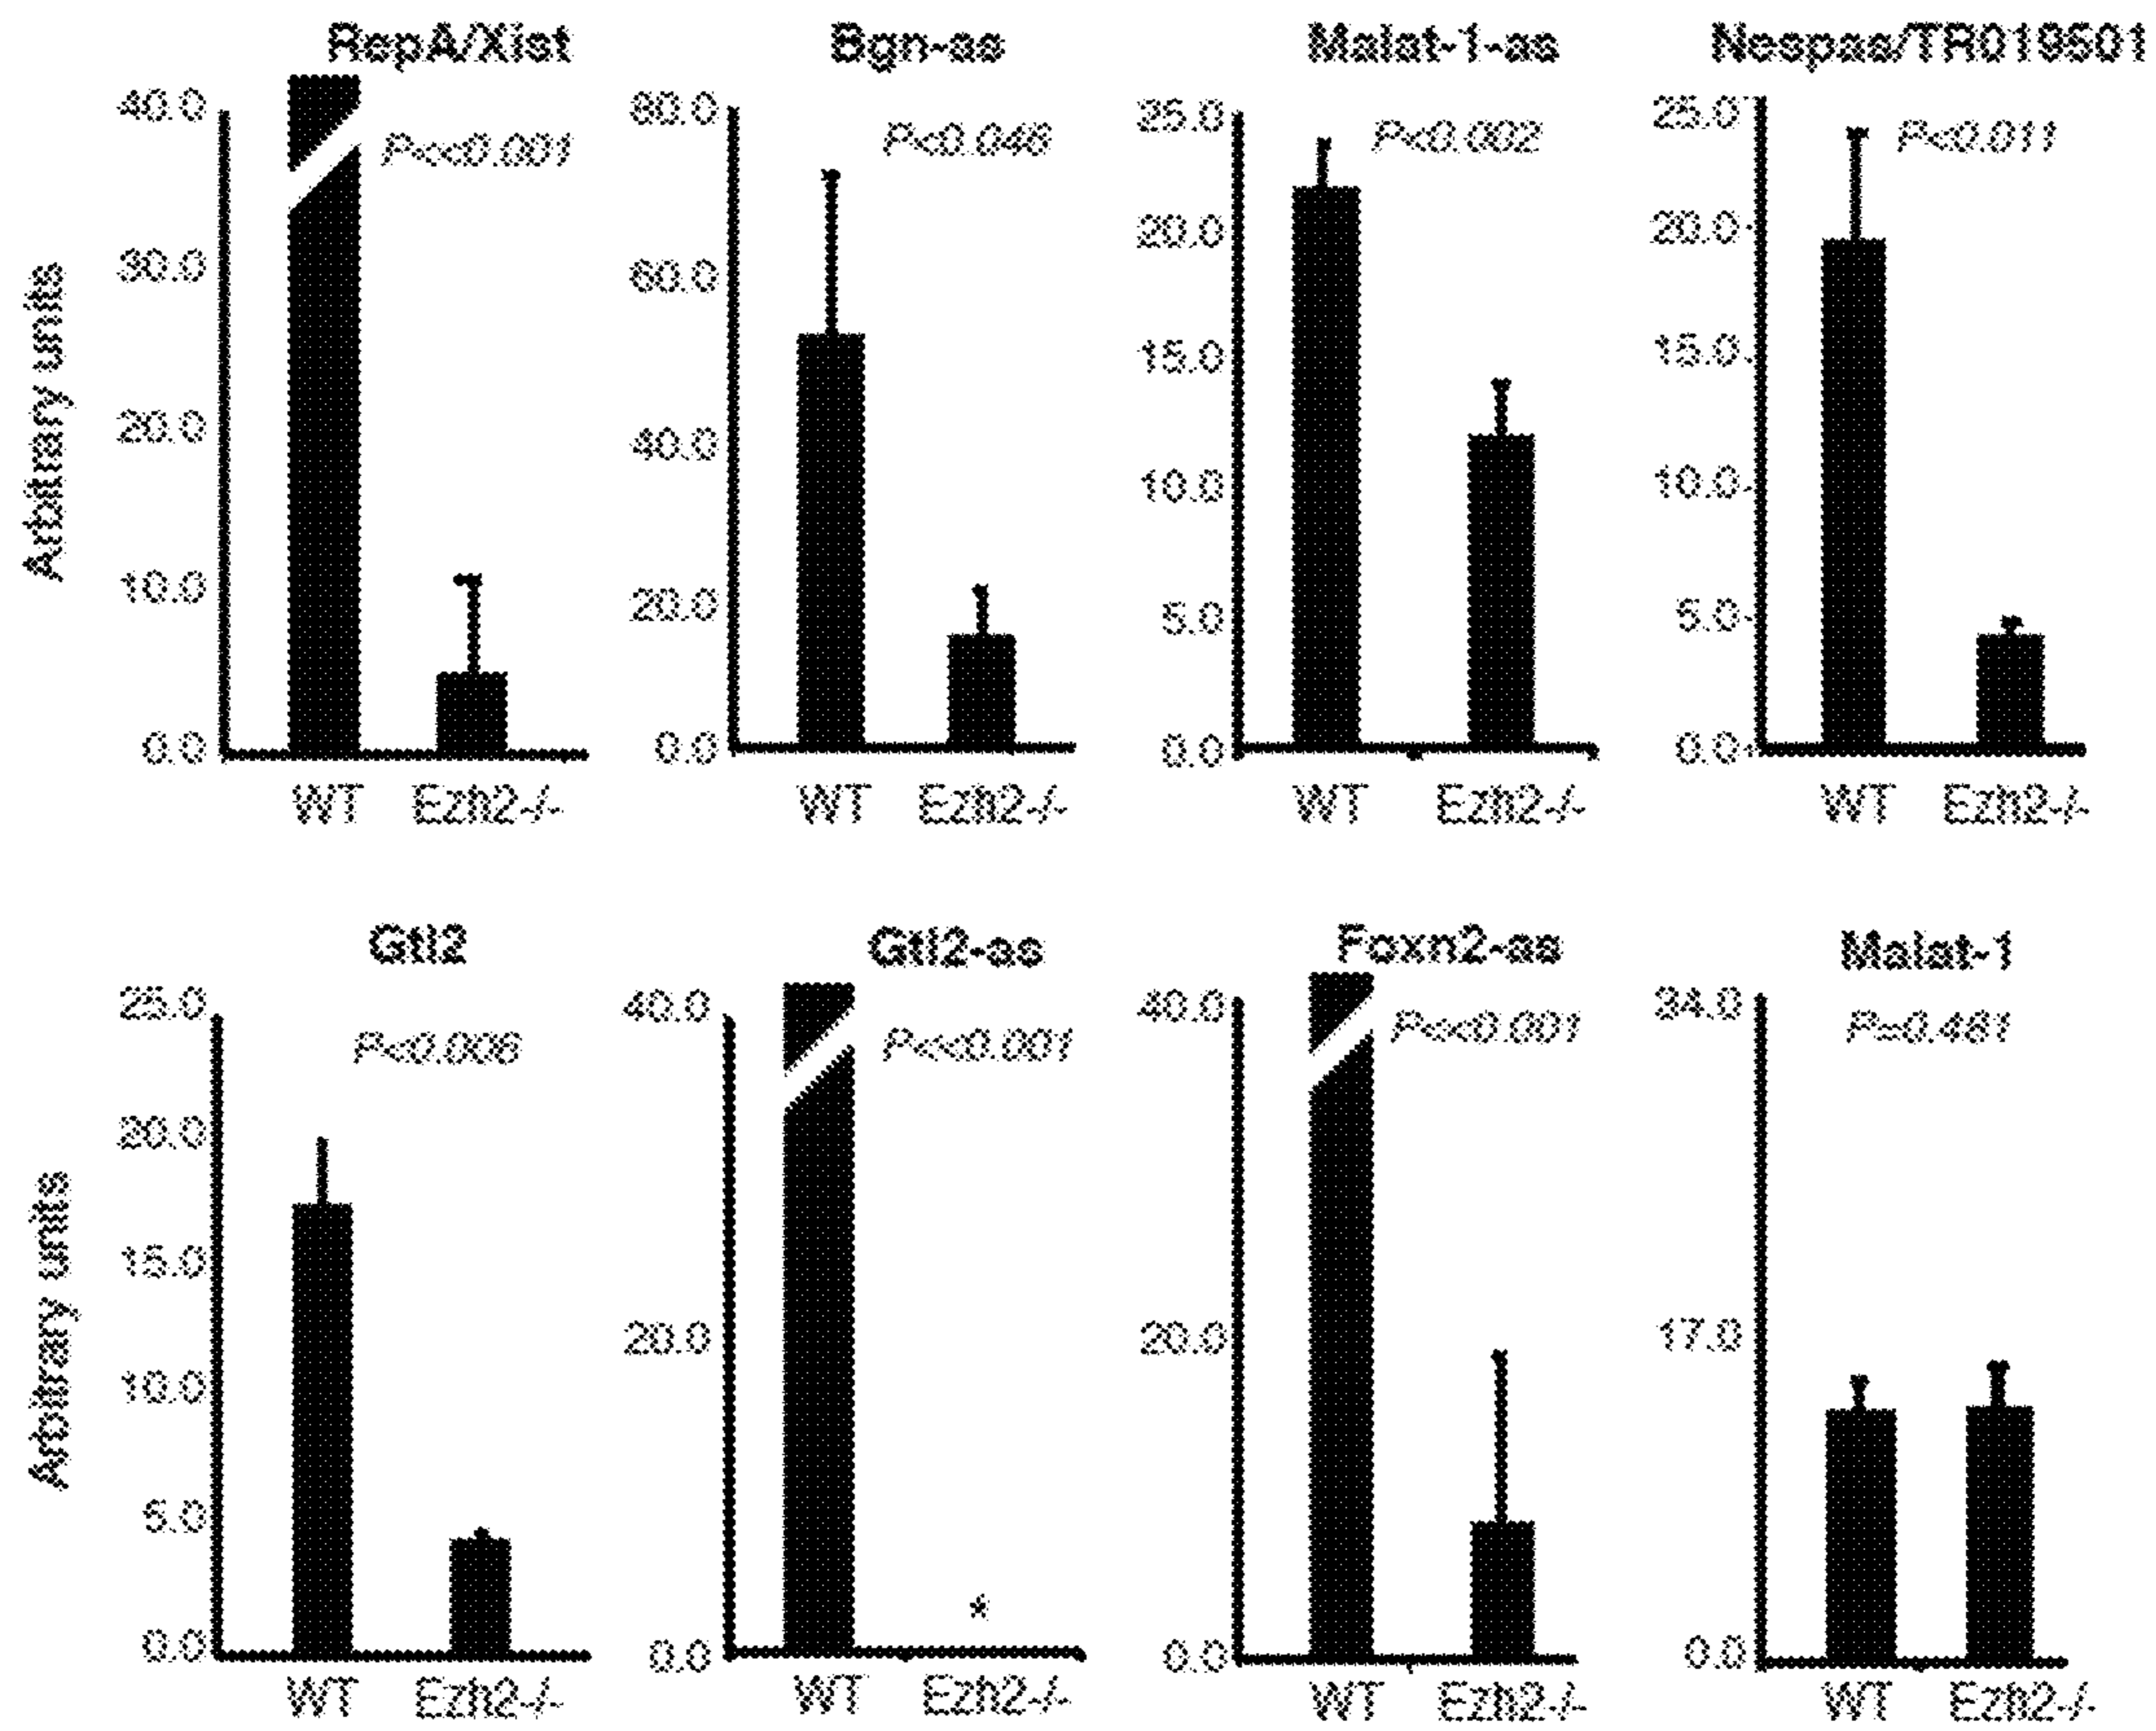 RepA/Xist
Bgn-as
Malat-1-as
Nespas/TR019501
Arbitrary units
40.0
30.0
20.0
10.0
0.0
P<<0.001
WT Ezh2-/-
80.0
60.0
40.0
20.0
0.0
P<0.046
WT Ezh2-/-
25.0
20.0
15.0
10.0
5.0
0.0
P<0.002
WT Ezh2-/-
25.0
20.0
15.0
10.0
5.0
0.0
P<0.011
WT Ezh2-/-
Gtl2
Gtl2-as
Foxn2-as
Malat-1
Arbitrary units
25.0
20.0
15.0
10.0
5.0
0.0
P<0.006
WT Ezh2-/-
40.0
20.0
0.0
P<<0.001
*
WT Ezh2-/-
40.0
20.0
0.0
P<<0.001
WT Ezh2-/-
34.0
17.0
0.0
P=0.461
WT Ezh2-/-